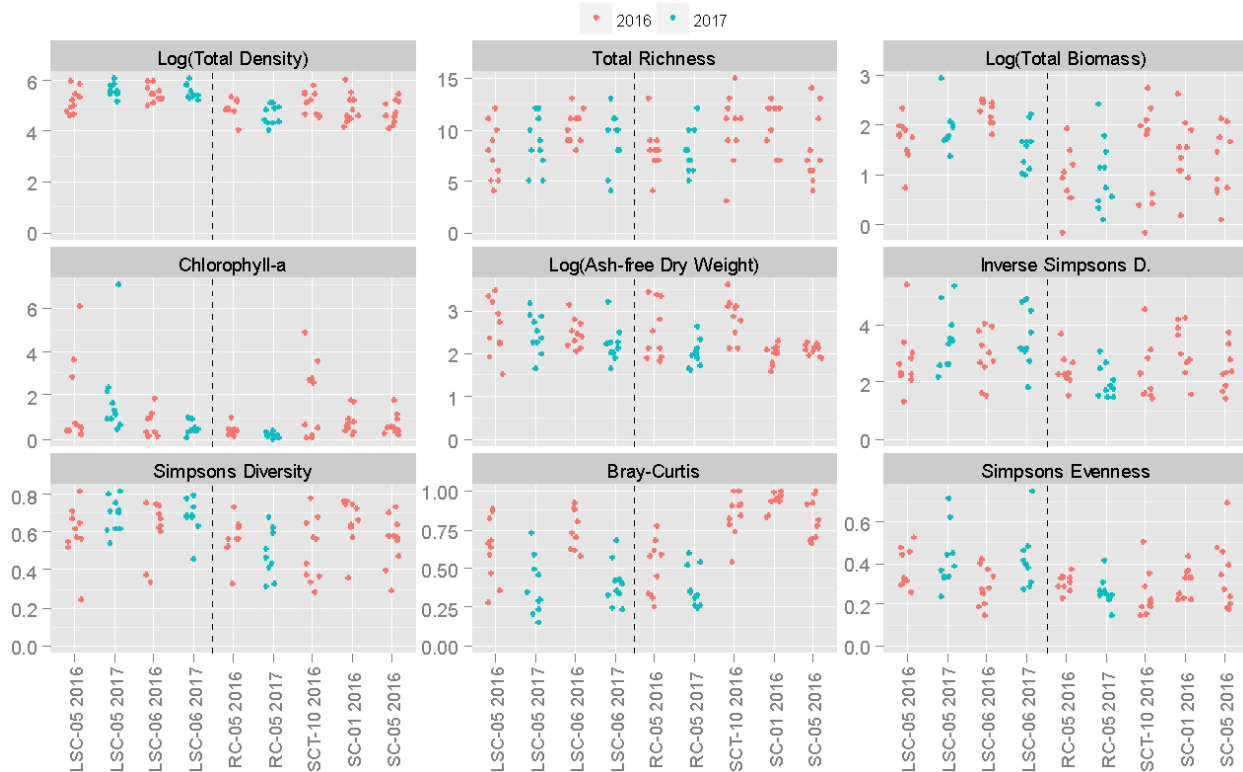 2016 2017
Log(Total Density) Total Richness Log(Total Biomass)
6 4 2 0
15 10 5 0
3 2 1 0
Chlorophyll-a Log(Ash-free Dry Weight) Inverse Simpsons D.
6 4 2 0
3 2 1 0
4 2 0
Simpsons Diversity Bray-Curtis Simpsons Evenness
0.8 0.6 0.4 0.2 0.0
1.00 0.75 0.50 0.25 0.00
0.6 0.4 0.2 0.0
LSC-05 2016
LSC-05 2017
LSC-06 2016
LSC-06 2017
RC-05 2016
RC-05 2017
SCT-10 2016
SC-01 2016
SC-05 2016
LSC-05 2016
LSC-05 2017
LSC-06 2016
LSC-06 2017
RC-05 2016
RC-05 2017
SCT-10 2016
SC-01 2016
SC-05 2016
LSC-05 2016
LSC-05 2017
LSC-06 2016
LSC-06 2017
RC-05 2016
RC-05 2017
SCT-10 2016
SC-01 2016
SC-05 2016